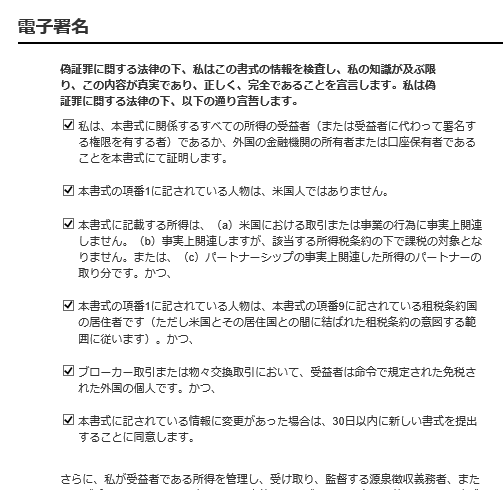 電子署名
偽証罪に関する法律の下、私はこの書式の情報を検査し、私の知識が及ぶ限
り、この内容が真実であり、正しく、完全であることを宣言します。私は偽
証罪に関する法律の下、以下の通り宣誓します。
私は、本書式に関係するすべての所得の受益者（または受益者に代わって署名す
る権限を有する者）であるか、外国の金融機関の所有者または口座保有者である
ことを本書式にて証明します。
本書式の項番1に記されている人物は、米国人ではありません。
本書式に記載する所得は、（a）米国における取引または事業の行為に事実上関連
しません。（b）事実上関連しますが、該当する所得税条約の下で課税の対象とな
りません。または、（c）パートナーシップの事実上関連した所得のパートナーの
取り分です。かつ、
本書式の項番1に記されている人物は、本書式の項番9に記されている租税条約国
の居住者です（ただし米国とその居住国との間に結ばれた租税条約の意図する範
囲に従います）。かつ、
ブローカー取引または物々交換取引において、受益者は命令で規定された免税さ
れた外国の個人です。かつ、
本書式に記されている情報に変更があった場合は、30日以内に新しい書式を提出
することに同意します。
さらに、私が受益者である所得を管理し、受け取り、監督する源泉徴収義務者、また